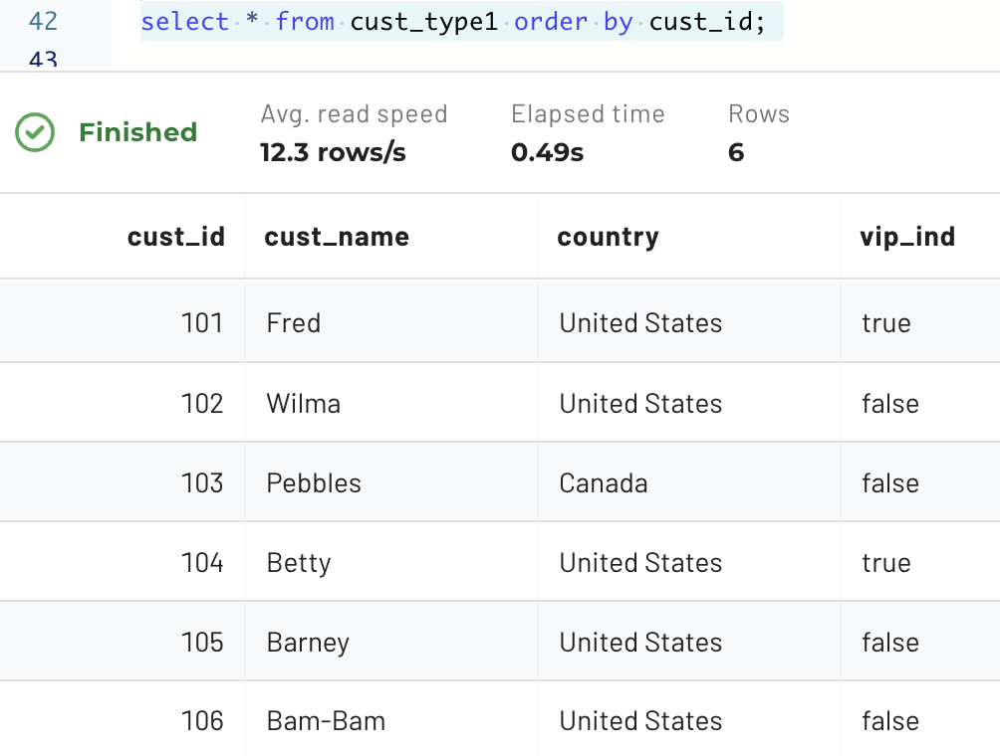 42 select * from cust_type1 order by cust_id;
43
Finished
Avg. read speed Elapsed time Rows
12.3 rows/s 0.49s 6
cust_id cust_name country vip_ind
101 Fred United States true
102 Wilma United States false
103 Pebbles Canada false
104 Betty United States true
105 Barney United States false
106 Bam-Bam United States false